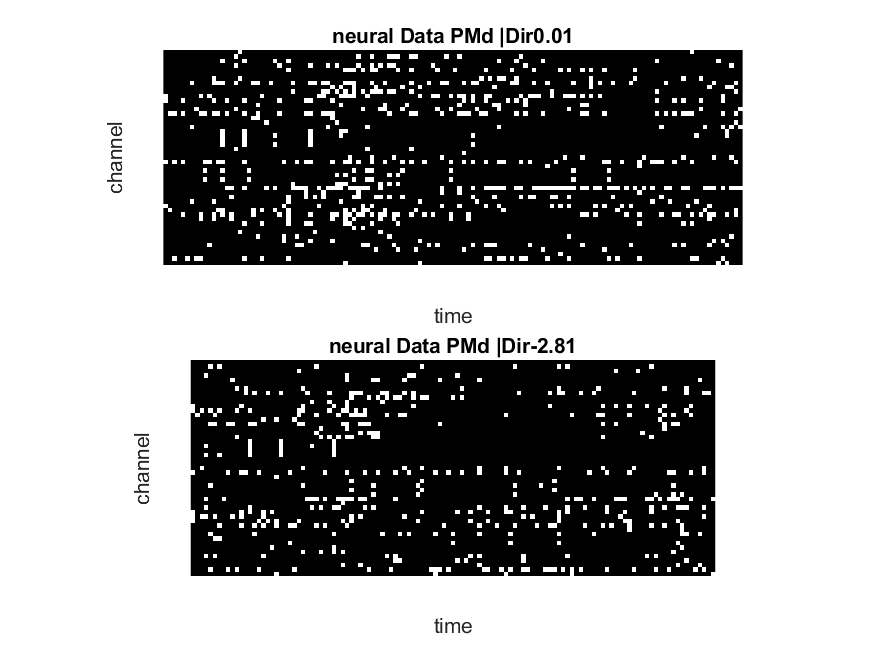 neural Data PMd |Dir0.01
channel
time
neural Data PMd |Dir-2.81
channel
time